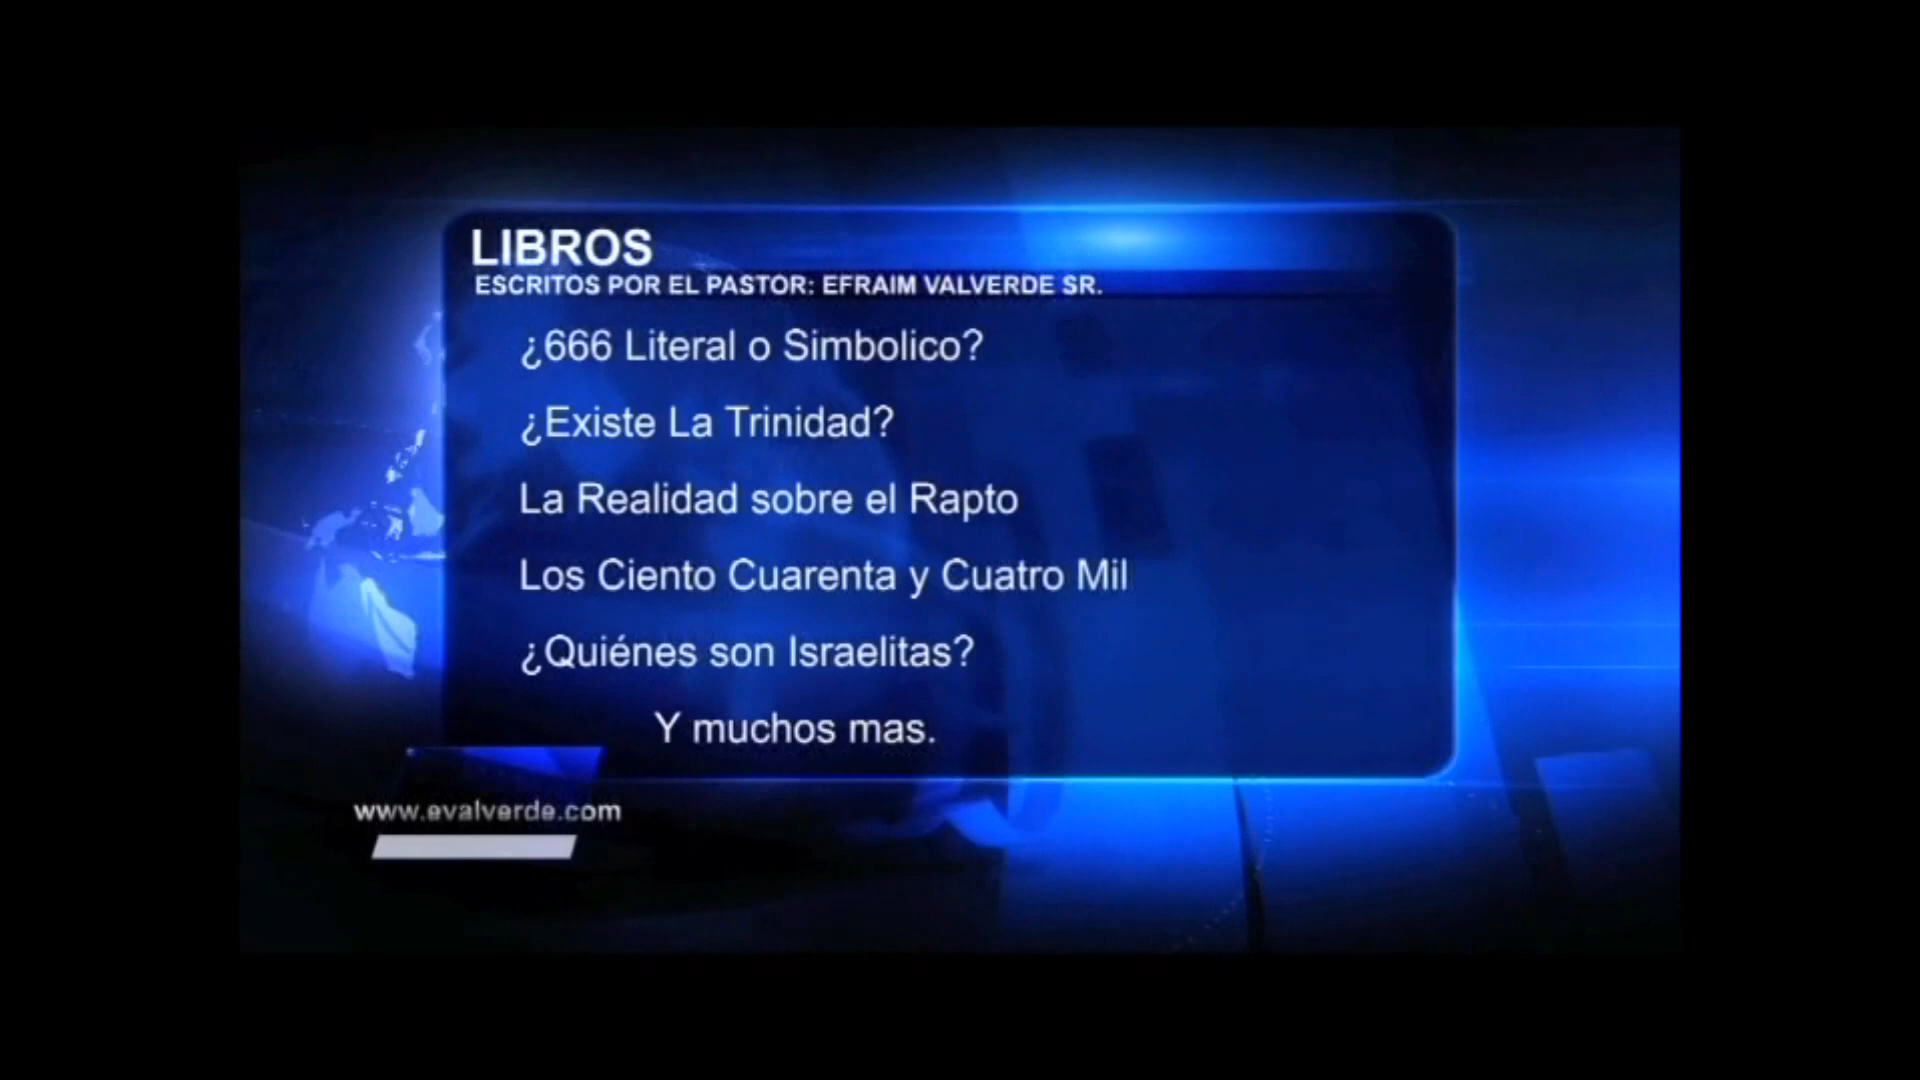 LIBROS
ESCRITOS POR EL PASTOR: EFRAIM VALVERDE SR.
¿666 Literal o Simbolico?
¿Existe La Trinidad?
La Realidad sobre el Rapto
Los Ciento Cuarenta y Cuatro Mil
¿Quiénes son Israelitas?
Y muchos mas.
www.evalverde.com